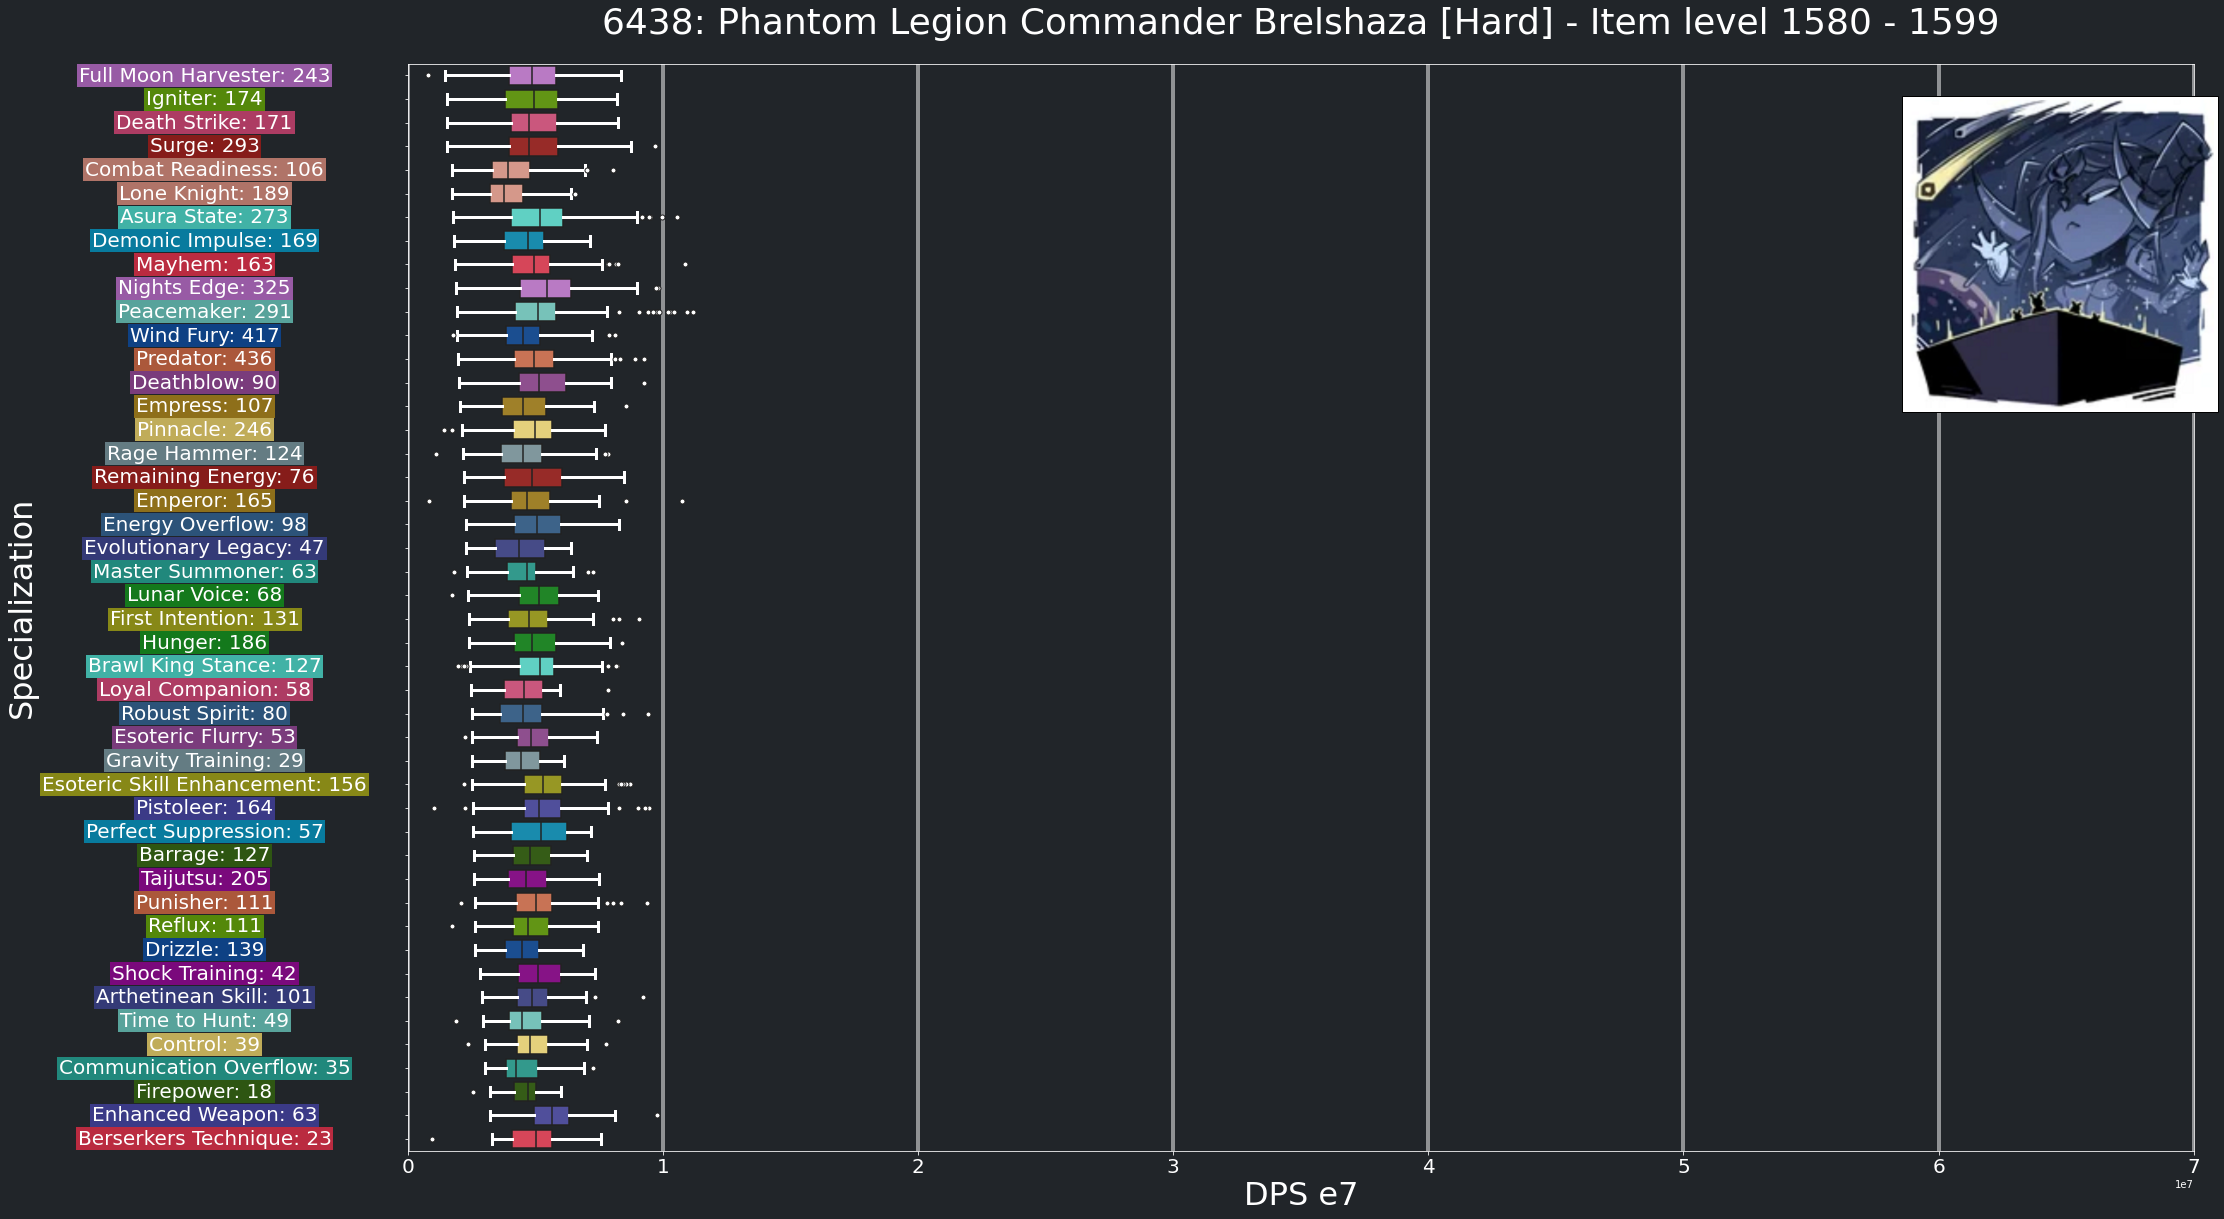 6438: Phantom Legion Commander Brelshaza [Hard] - Item level 1580 - 1599
Specialization
Full Moon Harvester: 243
Igniter: 174
Death Strike: 171
Surge: 293
Combat Readiness: 106
Lone Knight: 189
Asura State: 273
Demonic Impulse: 169
Mayhem: 163
Nights Edge: 325
Peacemaker: 291
Wind Fury: 417
Predator: 436
Deathblow: 90
Empress: 107
Pinnacle: 246
Rage Hammer: 124
Remaining Energy: 76
Emperor: 165
Energy Overflow: 98
Evolutionary Legacy: 47
Master Summoner: 63
Lunar Voice: 68
First Intention: 131
Hunger: 186
Brawl King Stance: 127
Loyal Companion: 58
Robust Spirit: 80
Esoteric Flurry: 53
Gravity Training: 29
Esoteric Skill Enhancement: 156
Pistoleer: 164
Perfect Suppression: 57
Barrage: 127
Taijutsu: 205
Punisher: 111
Reflux: 111
Drizzle: 139
Shock Training: 42
Arthetinean Skill: 101
Time to Hunt: 49
Control: 39
Communication Overflow: 35
Firepower: 18
Enhanced Weapon: 63
Berserkers Technique: 23
0 1 2 3 4 5 6 7
1e7
DPS e7